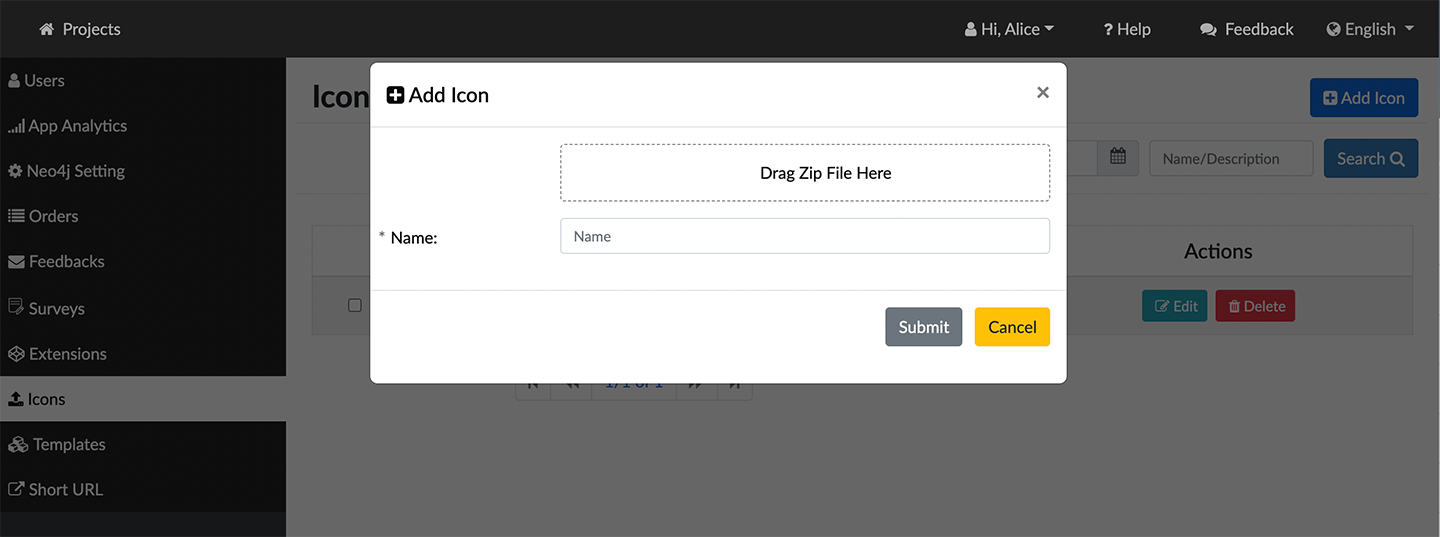 Projects
Hi, Alice
? Help
Feedback
English
Users
App Analytics
Neo4j Setting
Orders
Feedbacks
Surveys
Extensions
Icons
Templates
Short URL
Icon
Add Icon
Name/Description
Search
Actions
Edit
Delete
1/1 of 1
Add Icon
×
Drag Zip File Here
* Name:
Name
Submit
Cancel